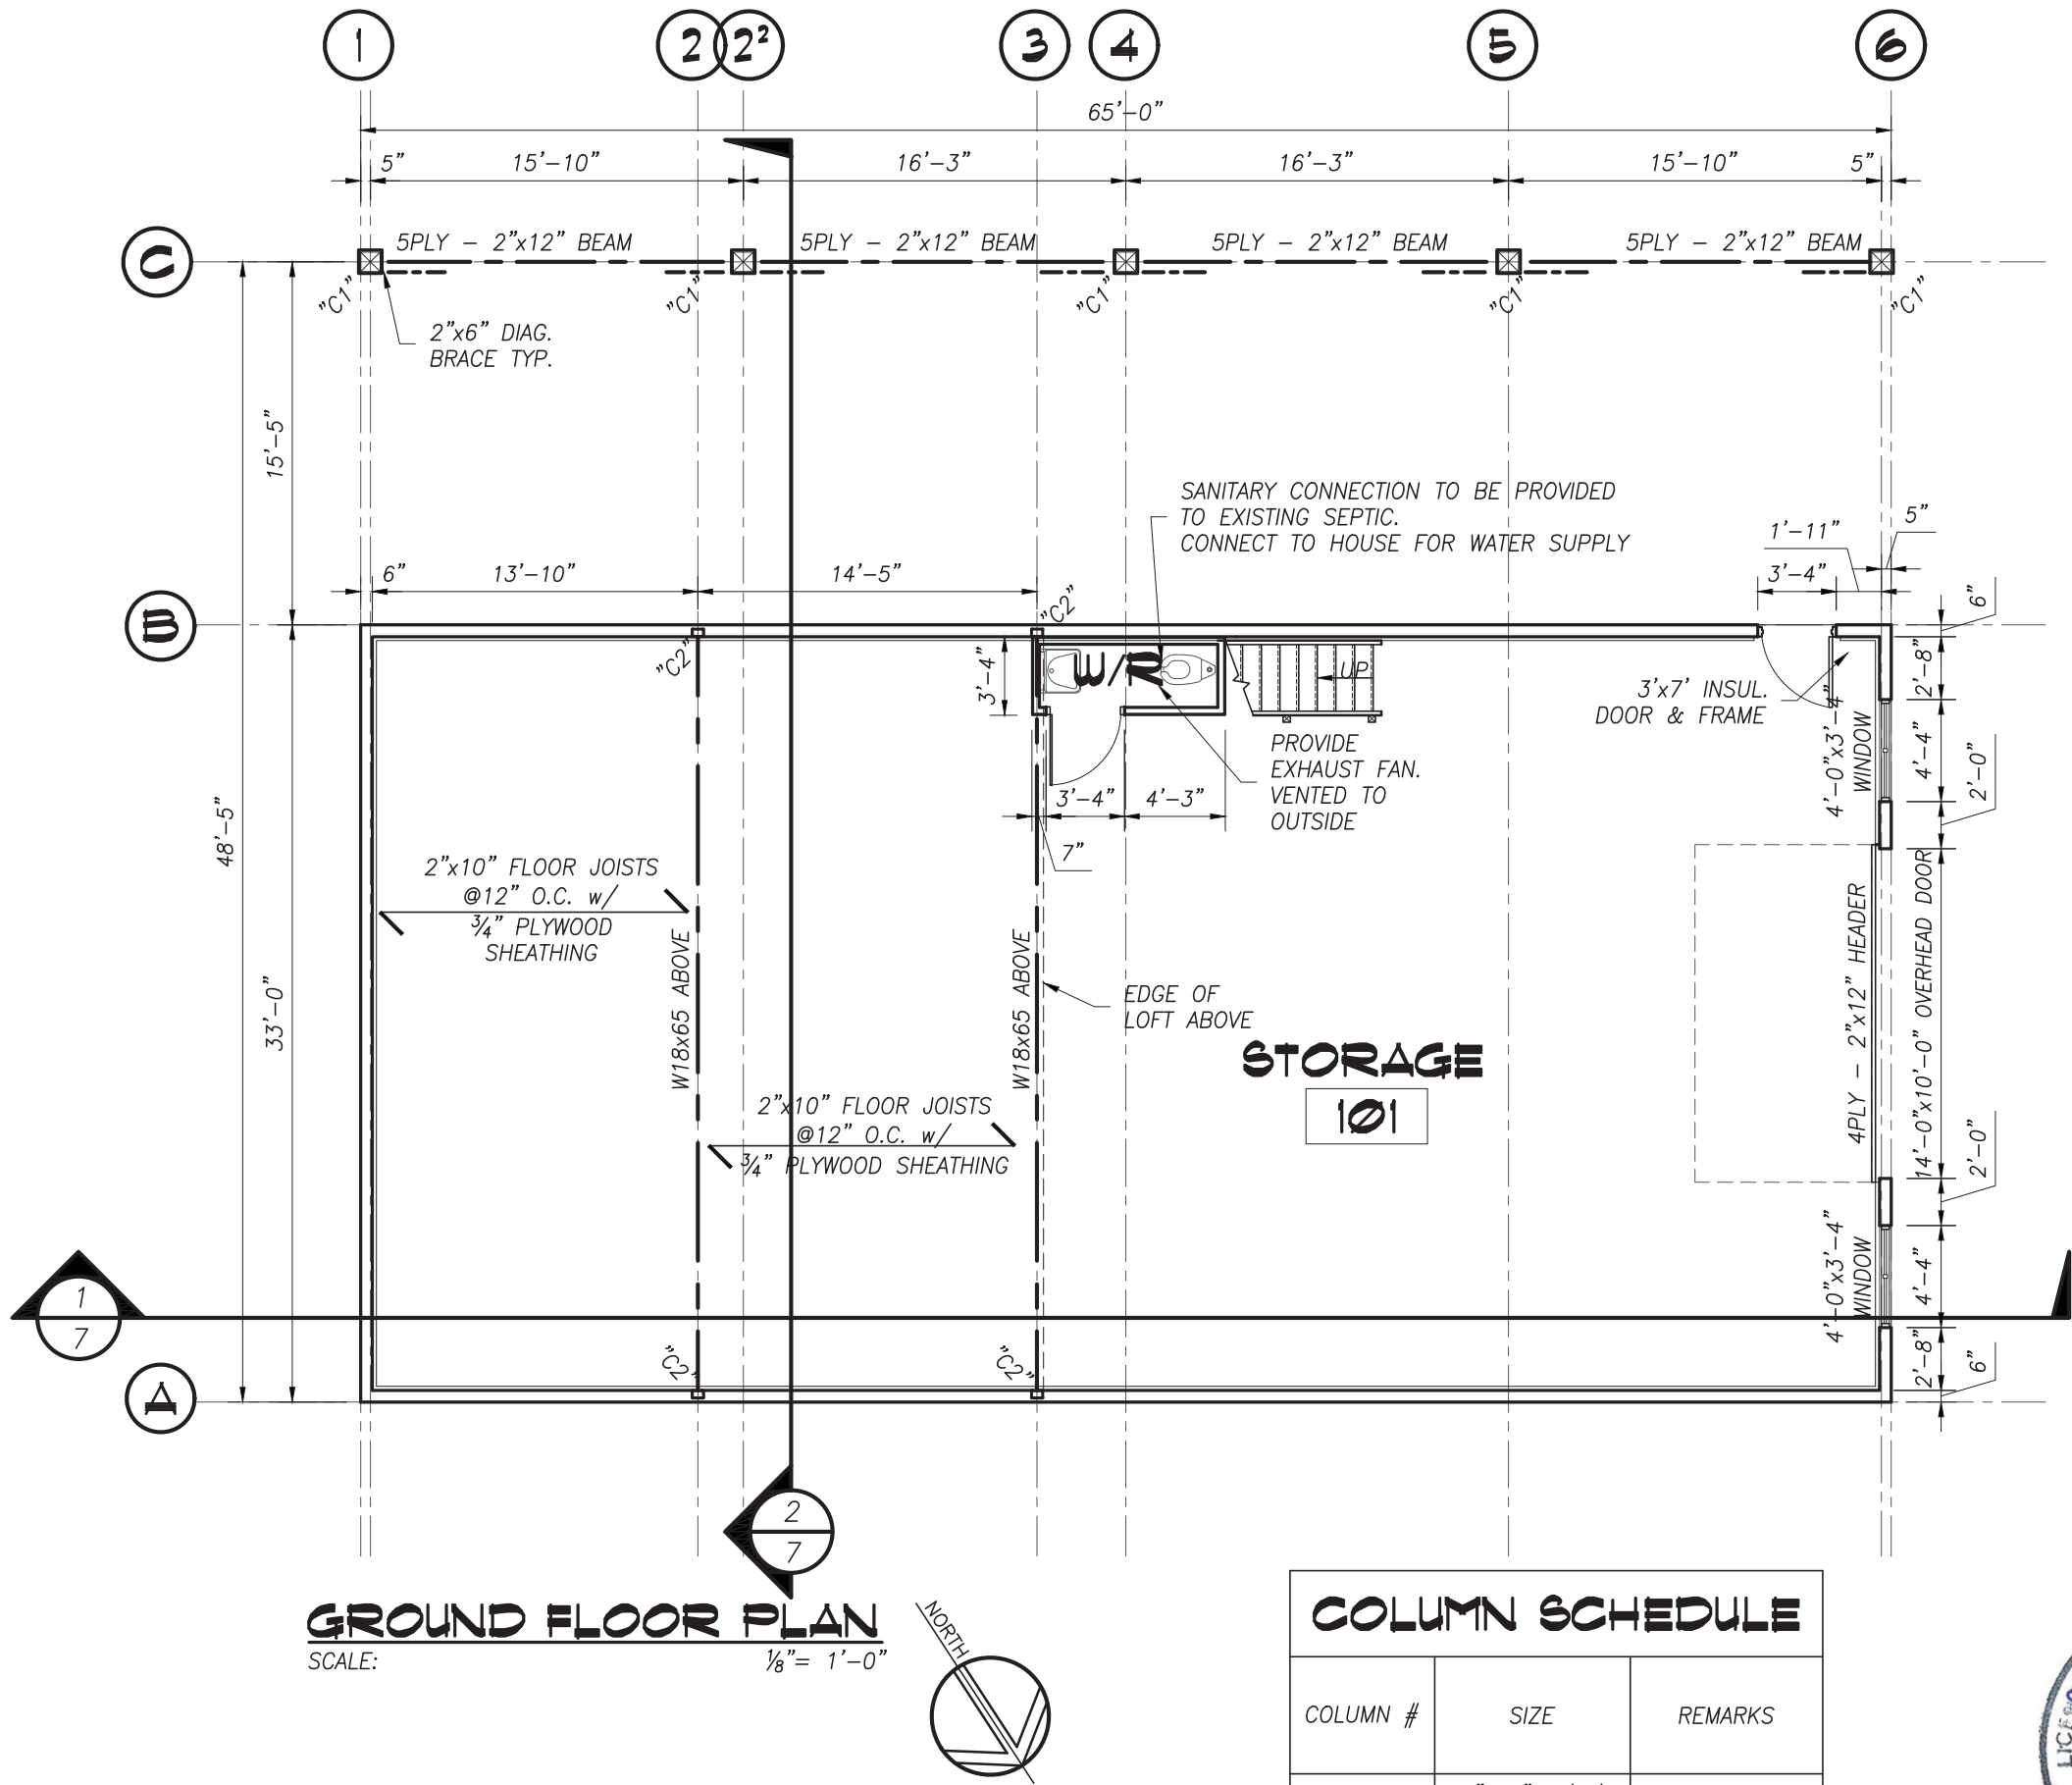 1 2 2² 3 4 5 6
65'-0"
5" 15'-10" 16'-3" 16'-3" 15'-10" 5"
C
5PLY - 2"x12" BEAM 5PLY - 2"x12" BEAM 5PLY - 2"x12" BEAM 5PLY - 2"x12" BEAM
"C1" "C1" "C1" "C1" "C1"
2"x6" DIAG.
BRACE TYP.
15'-5"
48'-5"
33'-0"
SANITARY CONNECTION TO BE PROVIDED
TO EXISTING SEPTIC.
CONNECT TO HOUSE FOR WATER SUPPLY
1'-11" 5"
3'-4"
6" 13'-10" 14'-5"
B
"C2" "C2"
3'-4"
W/R
UP
3'x7' INSUL.
DOOR & FRAME
PROVIDE
EXHAUST FAN.
VENTED TO
OUTSIDE
3'-4" 4'-3"
7"
6"
2'-8"
4'-0"x3'-4"
WINDOW
4'-4"
2'-0"
2"x10" FLOOR JOISTS
@12" O.C. w/
¾" PLYWOOD
SHEATHING
W18x65 ABOVE
W18x65 ABOVE
EDGE OF
LOFT ABOVE
STORAGE
101
4PLY - 2"x12" HEADER
14'-0"x10'-0" OVERHEAD DOOR
2"x10" FLOOR JOISTS
@12" O.C. w/
¾" PLYWOOD SHEATHING
2'-0"
4'-0"x3'-4"
WINDOW
4'-4"
2'-8"
6"
1
7
"C2" "C2"
A
2
7
GROUND FLOOR PLAN
SCALE: ⅛"= 1'-0"
NORTH
COLUMN SCHEDULE
COLUMN # SIZE REMARKS